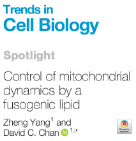 Trends in
Cell Biology
Spotlight
Control of mitochondrial
dynamics by a
fusogenic lipid
Zheng Yang¹ and
David C. Chan 1,*